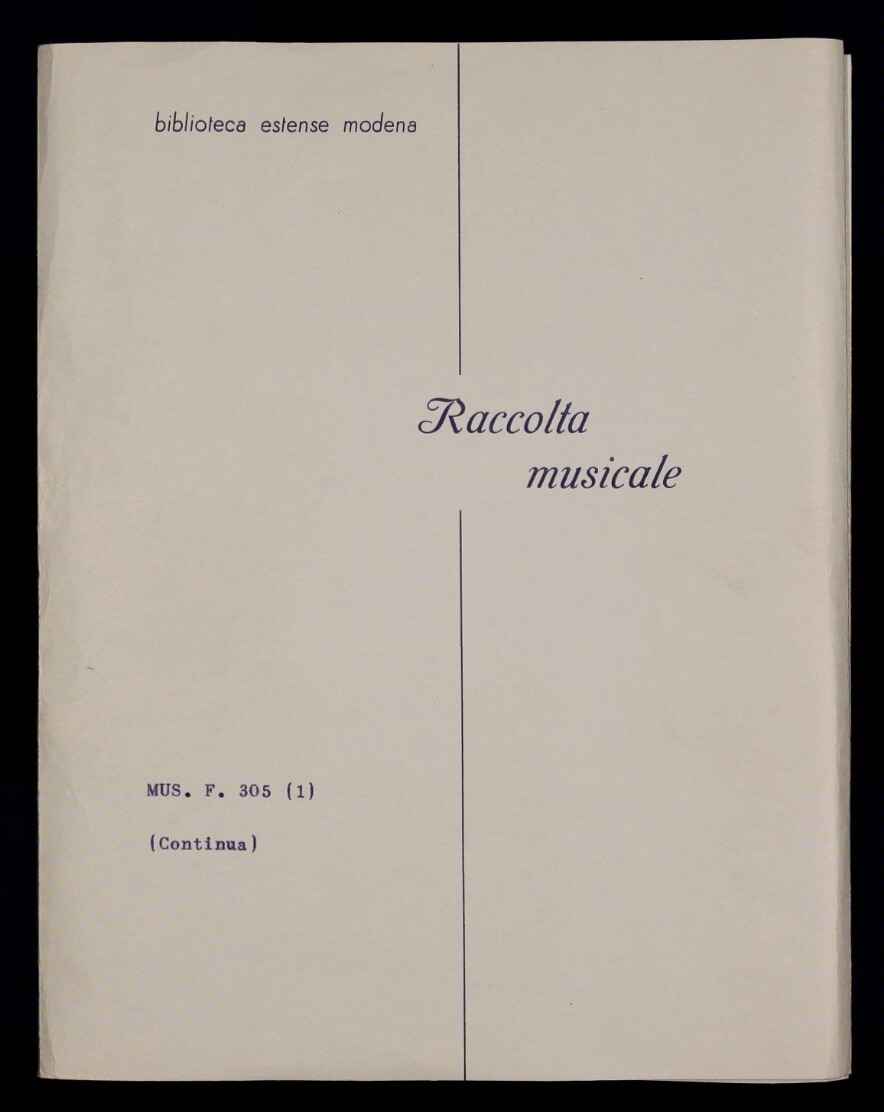 biblioteca estense modena
Raccolta
musicale
MUS. F. 305 (1)
(Continua)